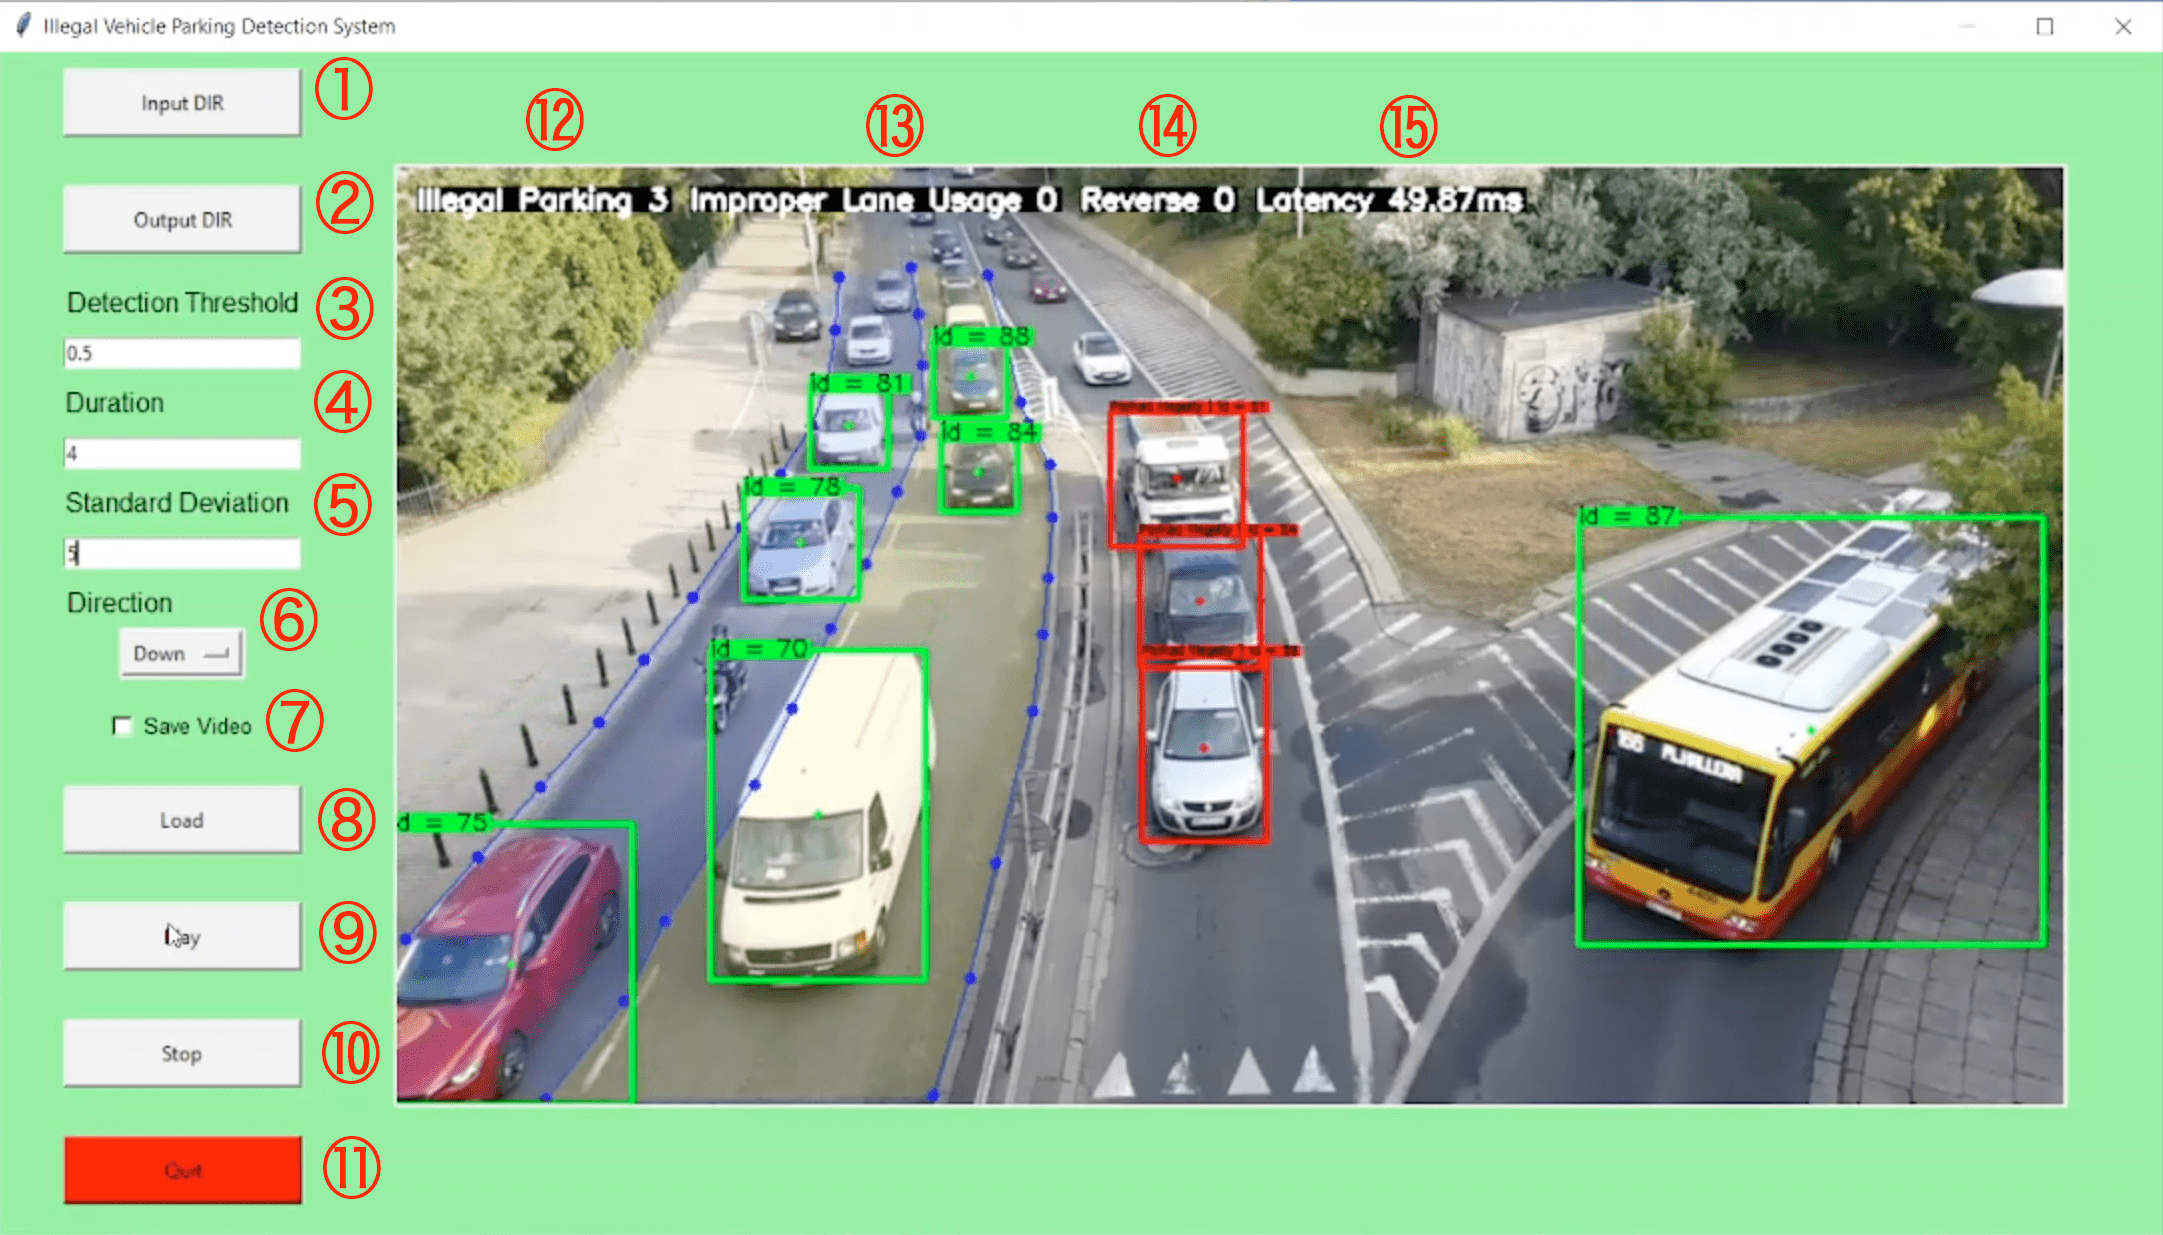 Illegal Vehicle Parking Detection System
Input DIR ①
Output DIR ②
Detection Threshold ③
0.5
Duration ④
4
Standard Deviation ⑤
5
Direction ⑥
Down
Save Video ⑦
Load ⑧
⑨
Stop ⑩
Quit ⑪
⑫ ⑬ ⑭ ⑮
Illegal Parking 3 Improper Lane Usage 0 Reverse 0 Latency 49.87ms
id = 88
id = 81
id = 84
id = 78
id = 87
id = 70
d = 75